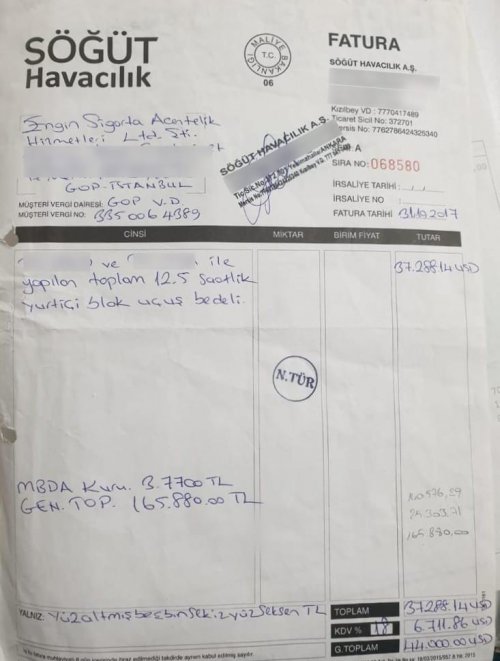 SÖĞÜT
Havacılık
T.C.
MALİYE BAKANLIĞI
06
FATURA
SÖĞÜT HAVACILIK A.Ş.
Kızılbey VD : 7770417489
Ticaret Sicil No: 372701
Mersis No: 7762786424325340
Engin Sigorta Acentelik
Hizmetleri Ltd. Şti.
GOP-İSTANBUL
MÜŞTERİ VERGİ DAİRESİ: GOP V.D
MÜŞTERİ VERGİ NO: 3350064389
SÖĞÜT HAVACILIK A.Ş.
A
SIRA NO: 068580
İRSALİYE TARİHİ :
İRSALİYE NO :
FATURA TARİHİ : 31.10.2017
CİNSİ MİKTAR BİRİM FİYAT TUTAR
ve ile 37.288.14 USD
yapılan toplam 12.5 saatlik
yurtiçi blok uçuş bedeli.
N.TÜR
MBDA Kuru. 3.7700 TL
GEN. TOP. 165.880.00 TL
25.303,71
165.880,00
YALNIZ: Yüzaltmışbeşbinsekizyüzseksen TL
TOPLAM 37.288.14 USD
KDV % 18 6.711.86 USD
G.TOPLAM 44.000.00 USD